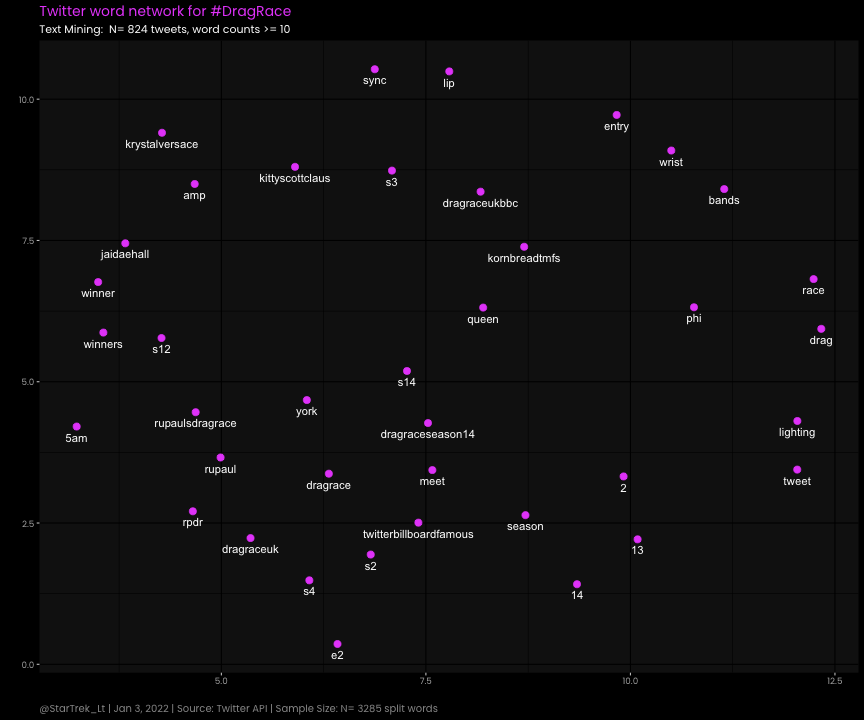 Twitter word network for #DragRace
Text Mining:  N= 824 tweets, word counts >= 10
sync
lip
10.0
entry
krystalversace
wrist
kittyscottclaus
s3
amp
dragraceukbbc
bands
7.5
jaidaehall
kornbreadtmfs
winner
race
queen
phi
winners
s12
drag
5.0
s14
york
rupaulsdragrace
5am
dragraceseason14
lighting
rupaul
dragrace
meet
2
tweet
2.5
rpdr
season
twitterbillboardfamous
dragraceuk
13
s2
s4
14
e2
0.0
5.0
7.5
10.0
12.5
@StarTrek_Lt | Jan 3, 2022 | Source: Twitter API | Sample Size: N= 3285 split words